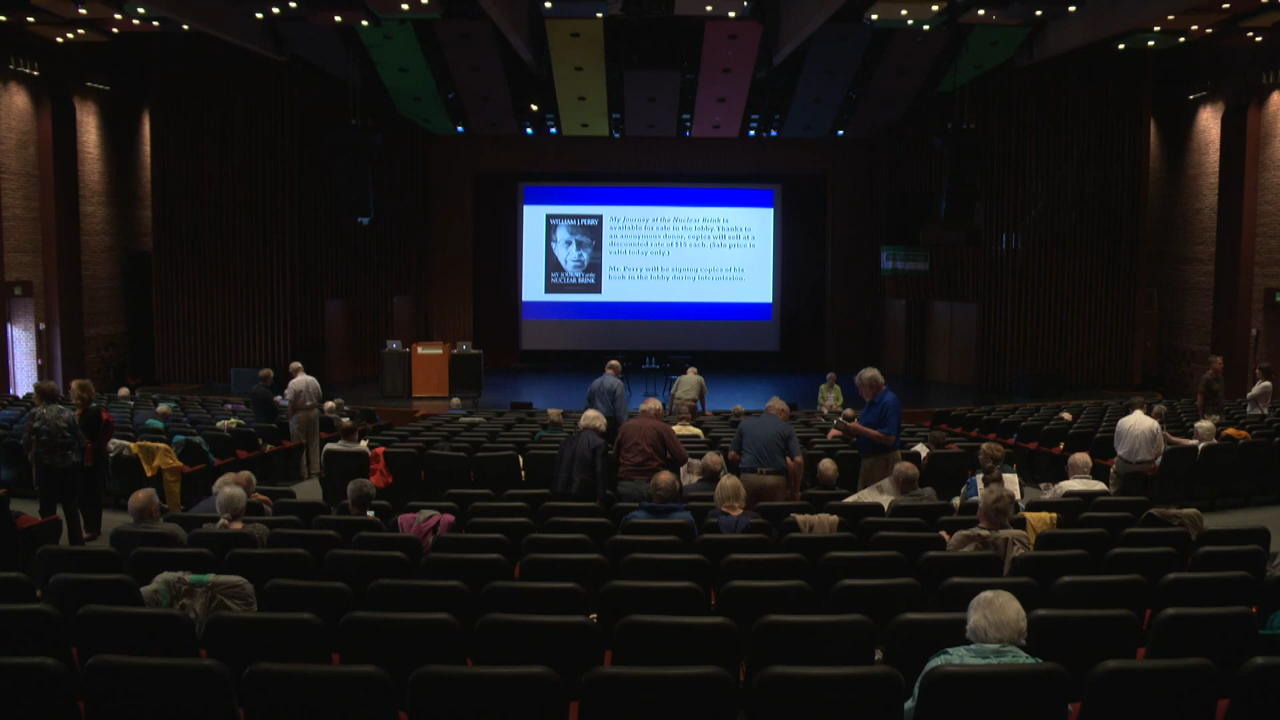 WILLIAM J. PERRY
MY JOURNEY at the
NUCLEAR BRINK
My Journey at the Nuclear Brink is
available for sale in the lobby. Thanks to
an anonymous donor, copies will sell at a
discounted rate of $15 each. (Sale price is
valid today only.)
Mr. Perry will be signing copies of his
book in the lobby during intermission.